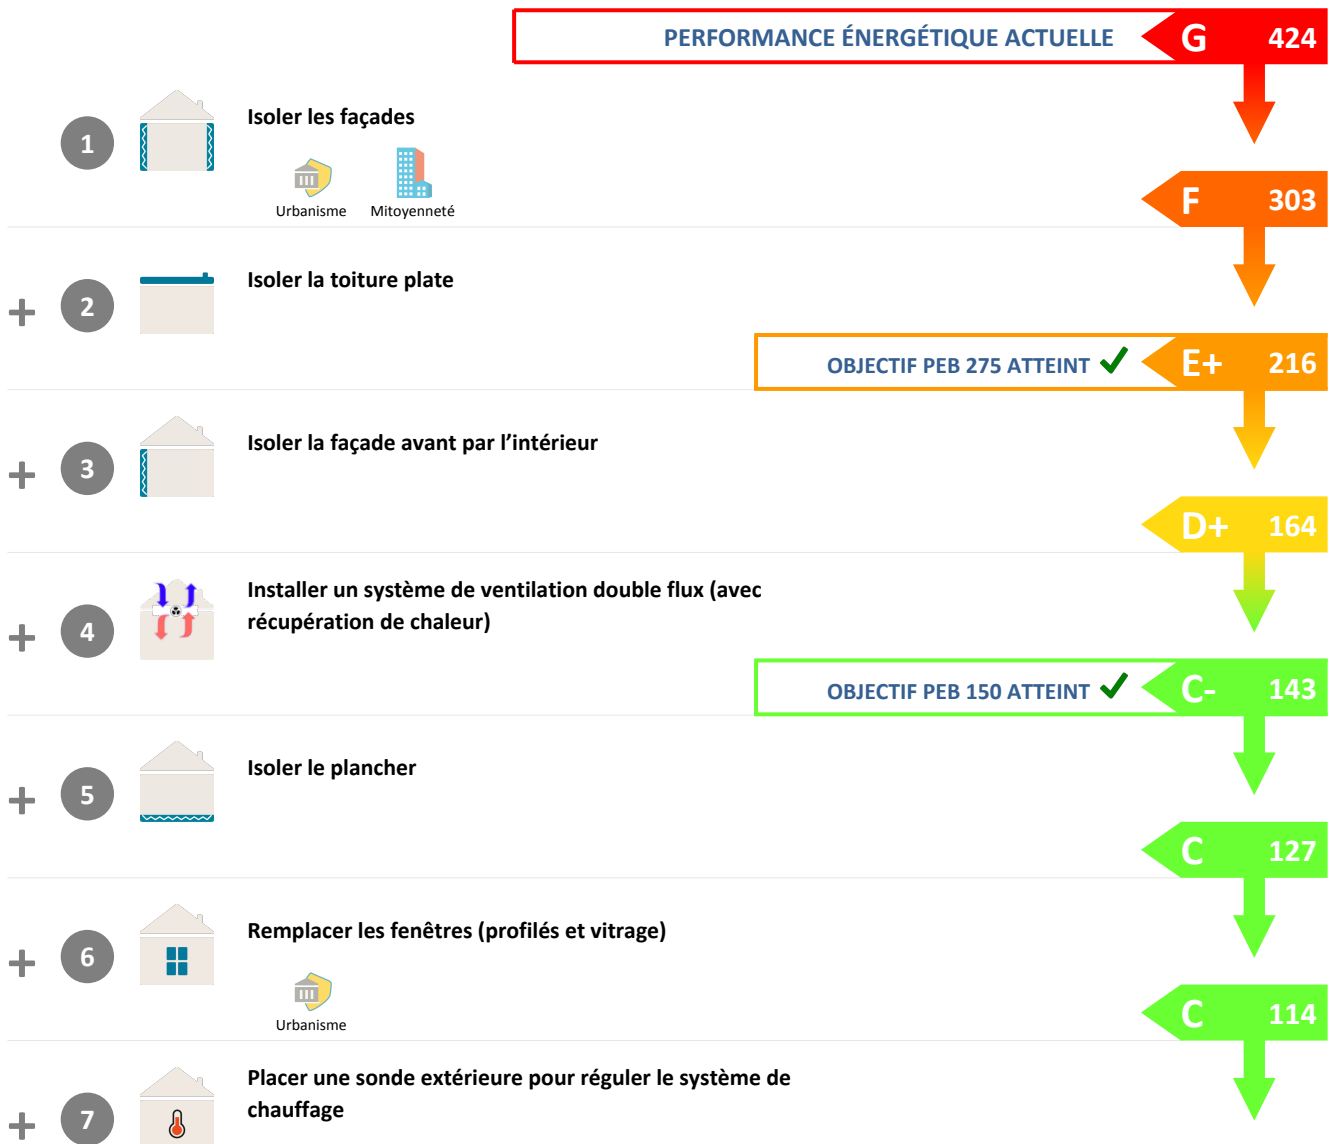 PERFORMANCE ÉNERGÉTIQUE ACTUELLE G 424
1 Isoler les façades
Urbanisme Mitoyenneté
F 303
+ 2 Isoler la toiture plate
OBJECTIF PEB 275 ATTEINT E+ 216
+ 3 Isoler la façade avant par l'intérieur
D+ 164
+ 4 Installer un système de ventilation double flux (avec
récupération de chaleur)
OBJECTIF PEB 150 ATTEINT C- 143
+ 5 Isoler le plancher
C 127
+ 6 Remplacer les fenêtres (profilés et vitrage)
Urbanisme
C 114
+ 7 Placer une sonde extérieure pour réguler le système de
chauffage